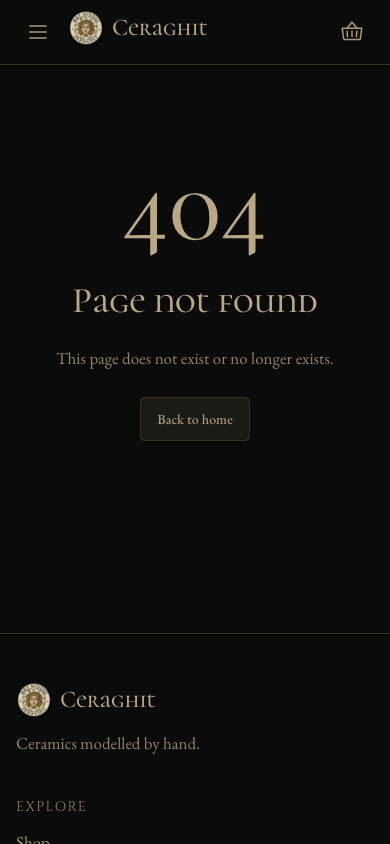 Ceraghit
404
Page not found
This page does not exist or no longer exists.
Back to home
Ceraghit
Ceramics modelled by hand.
EXPLORE
Shop